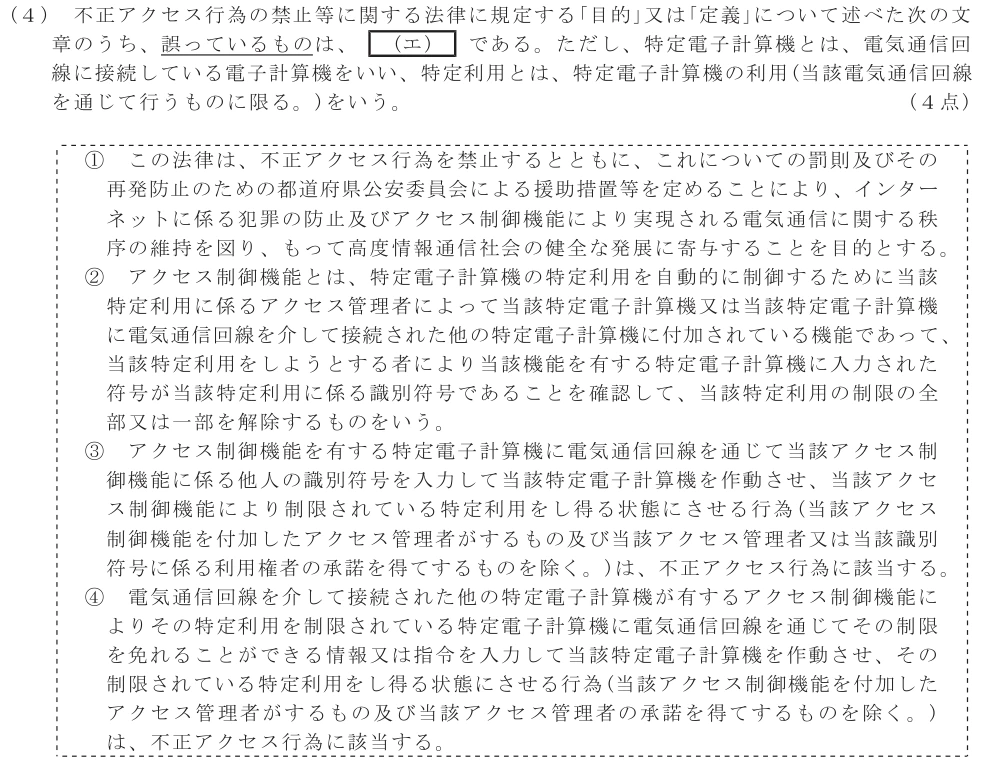 (4) 不正アクセス行為の禁止等に関する法律に規定する｢目的｣又は｢定義｣について述べた次の文
章のうち、誤っているものは、 (エ) である。ただし、特定電子計算機とは、電気通信回
線に接続している電子計算機をいい、特定利用とは、特定電子計算機の利用(当該電気通信回線
を通じて行うものに限る。)をいう。 (4点)
① この法律は、不正アクセス行為を禁止するとともに、これについての罰則及びその
再発防止のための都道府県公安委員会による援助措置等を定めることにより、インター
ネットに係る犯罪の防止及びアクセス制御機能により実現される電気通信に関する秩
序の維持を図り、もって高度情報通信社会の健全な発展に寄与することを目的とする。
② アクセス制御機能とは、特定電子計算機の特定利用を自動的に制御するために当該
特定利用に係るアクセス管理者によって当該特定電子計算機又は当該特定電子計算機
に電気通信回線を介して接続された他の特定電子計算機に付加されている機能であって、
当該特定利用をしようとする者により当該機能を有する特定電子計算機に入力された
符号が当該特定利用に係る識別符号であることを確認して、当該特定利用の制限の全
部又は一部を解除するものをいう。
③ アクセス制御機能を有する特定電子計算機に電気通信回線を通じて当該アクセス制
御機能に係る他人の識別符号を入力して当該特定電子計算機を作動させ、当該アクセ
ス制御機能により制限されている特定利用をし得る状態にさせる行為(当該アクセス
制御機能を付加したアクセス管理者がするもの及び当該アクセス管理者又は当該識別
符号に係る利用権者の承諾を得てするものを除く。)は、不正アクセス行為に該当する。
④ 電気通信回線を介して接続された他の特定電子計算機が有するアクセス制御機能に
よりその特定利用を制限されている特定電子計算機に電気通信回線を通じてその制限
を免れることができる情報又は指令を入力して当該特定電子計算機を作動させ、その
制限されている特定利用をし得る状態にさせる行為(当該アクセス制御機能を付加した
アクセス管理者がするもの及び当該アクセス管理者の承諾を得てするものを除く。)
は、不正アクセス行為に該当する。